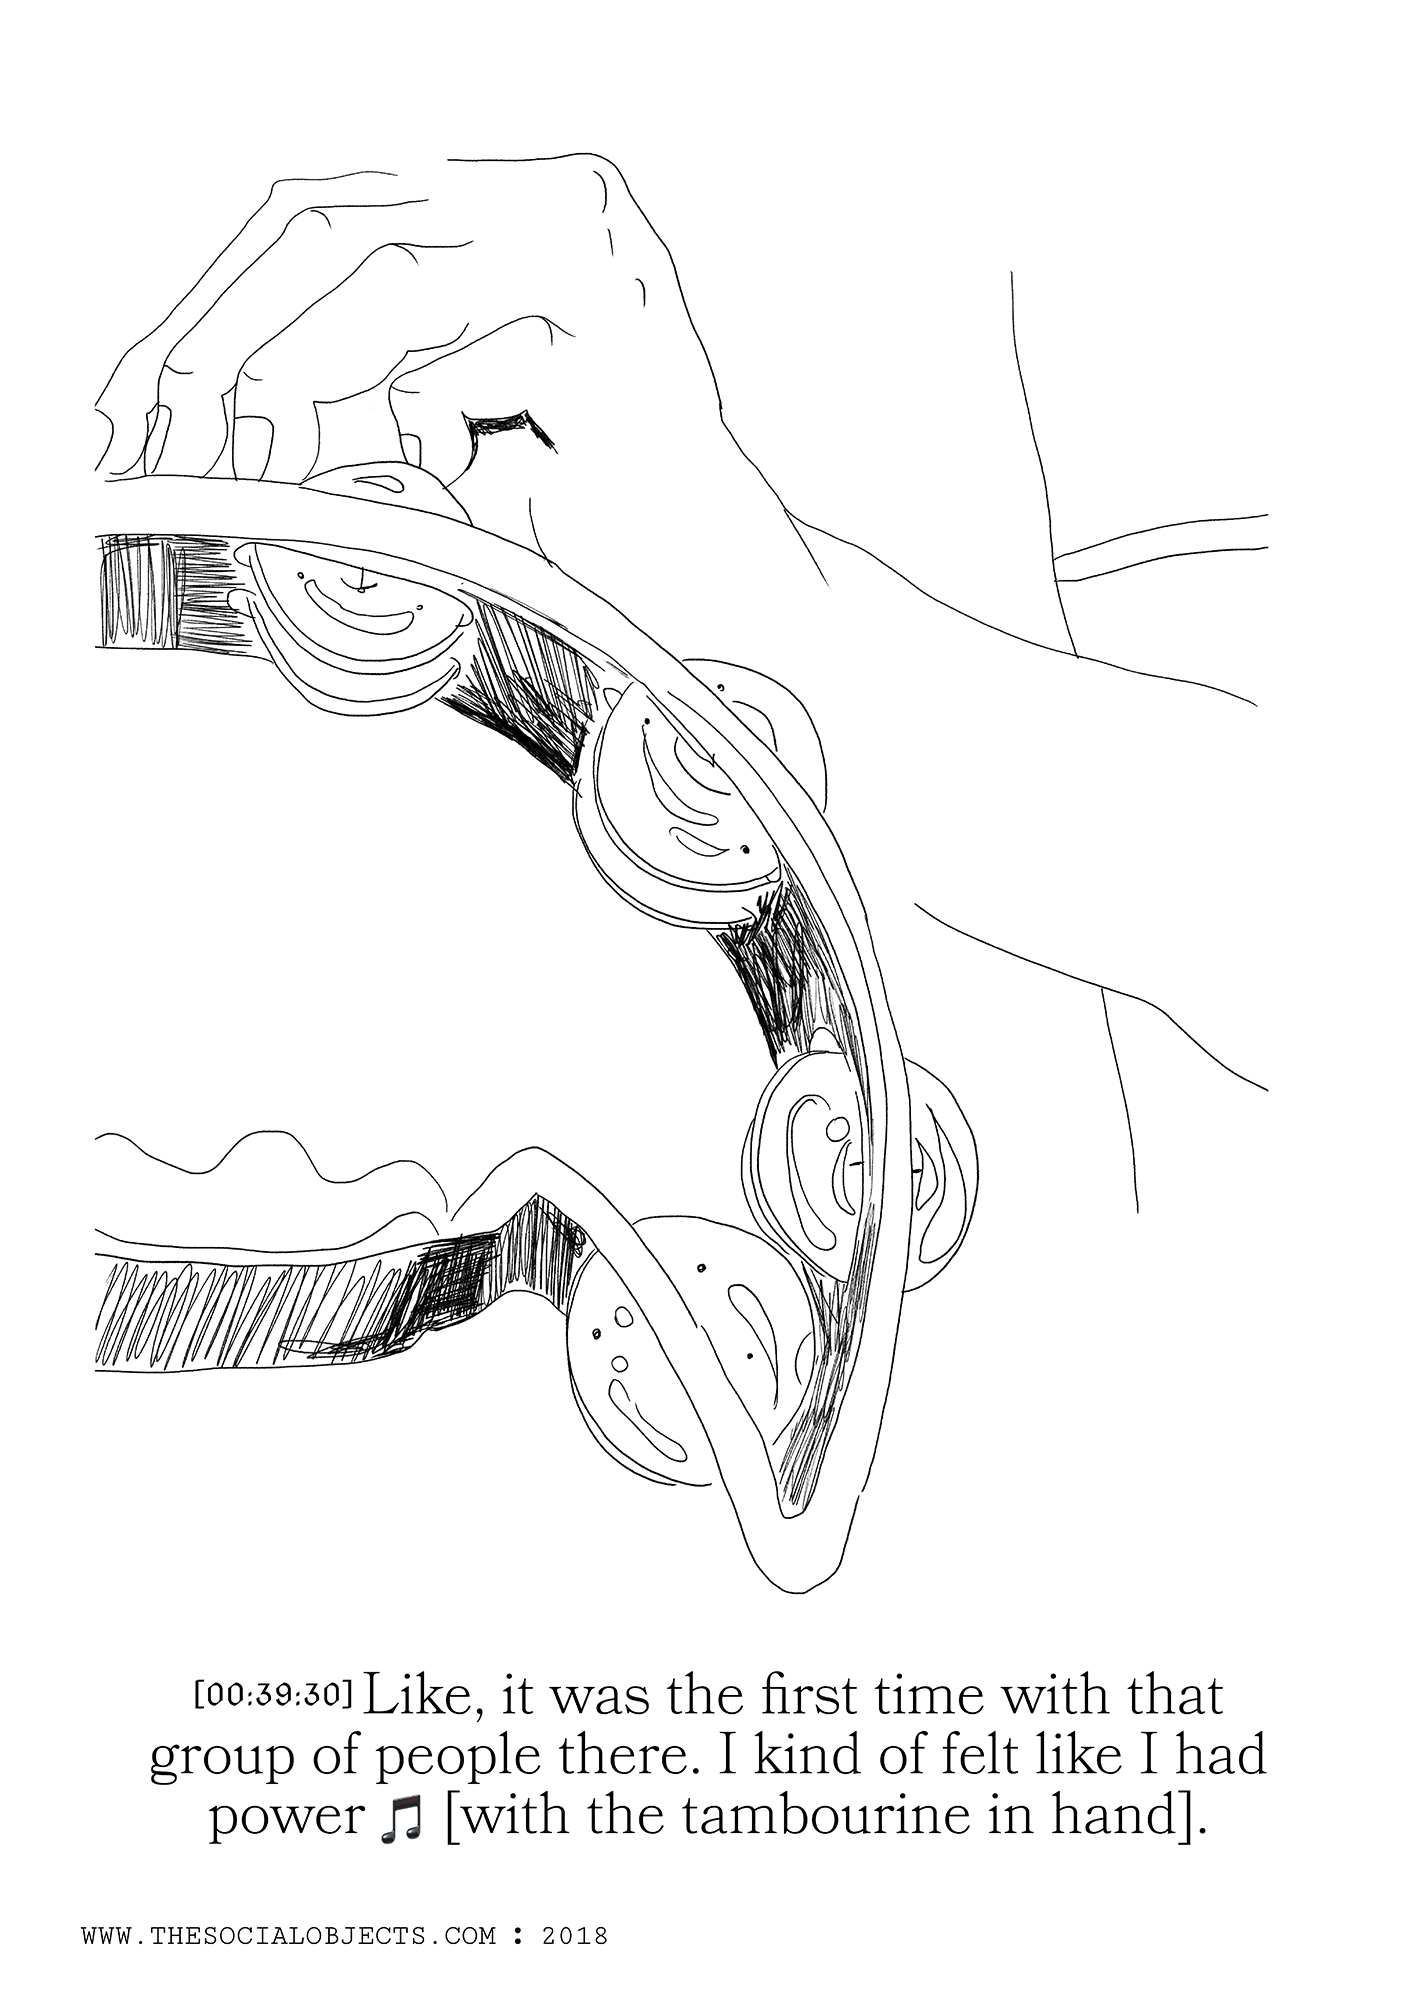 [00:39:30] Like, it was the first time with that
group of people there. I kind of felt like I had
power 🎵 [with the tambourine in hand].
WWW.THESOCIALOBJECTS.COM : 2018